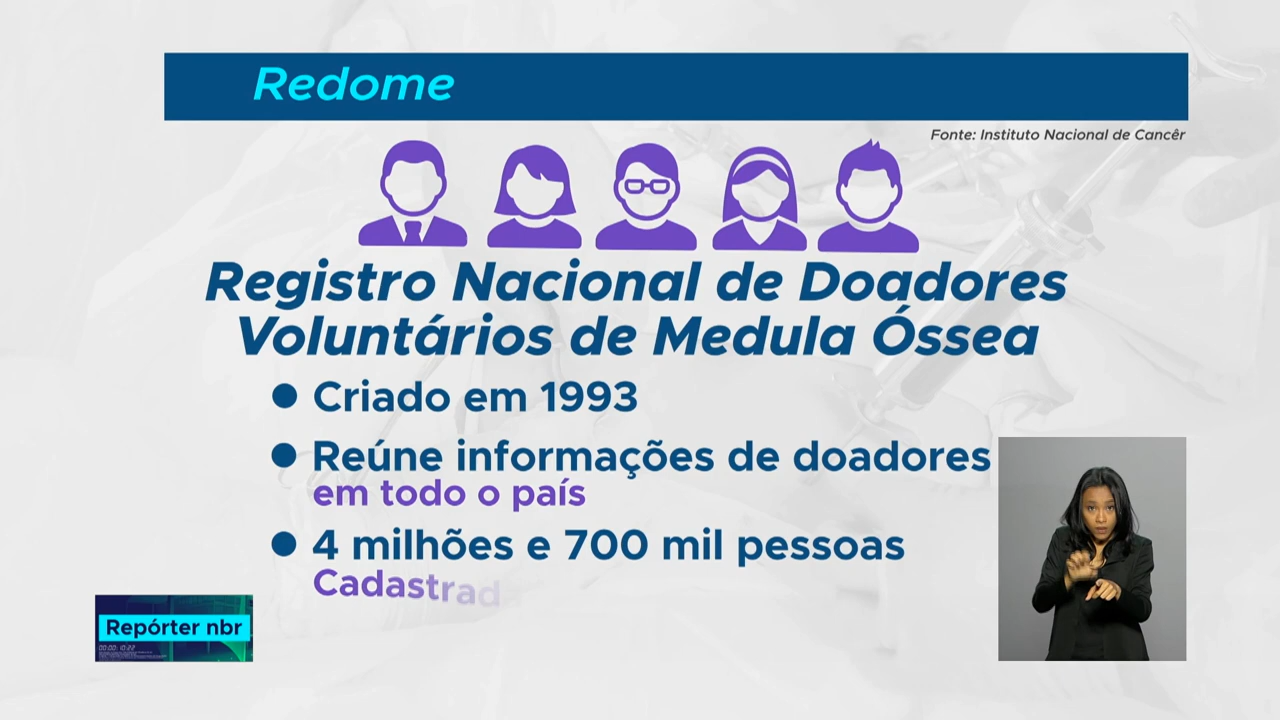 Redome
Fonte: Instituto Nacional de Cancêr
Registro Nacional de Doadores
Voluntários de Medula Óssea
Criado em 1993
Reúne informações de doadores
em todo o país
4 milhões e 700 mil pessoas
Cadastrad
Repórter nbr